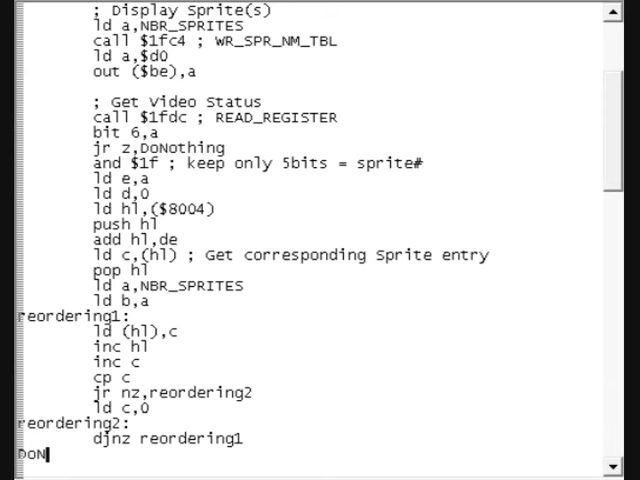 ; Display Sprite(s)
ld a,NBR_SPRITES
call $1fc4 ; WR_SPR_NM_TBL
ld a,$d0
out ($be),a
; Get Video Status
call $1fdc ; READ_REGISTER
bit 6,a
jr z,DoNothing
and $1f ; keep only 5bits = sprite#
ld e,a
ld d,0
ld hl,($8004)
push hl
add hl,de
ld c,(hl) ; Get corresponding Sprite entry
pop hl
ld a,NBR_SPRITES
ld b,a
reordering1:
ld (hl),c
inc hl
inc c
cp c
jr nz,reordering2
ld c,0
reordering2:
djnz reordering1
DoN